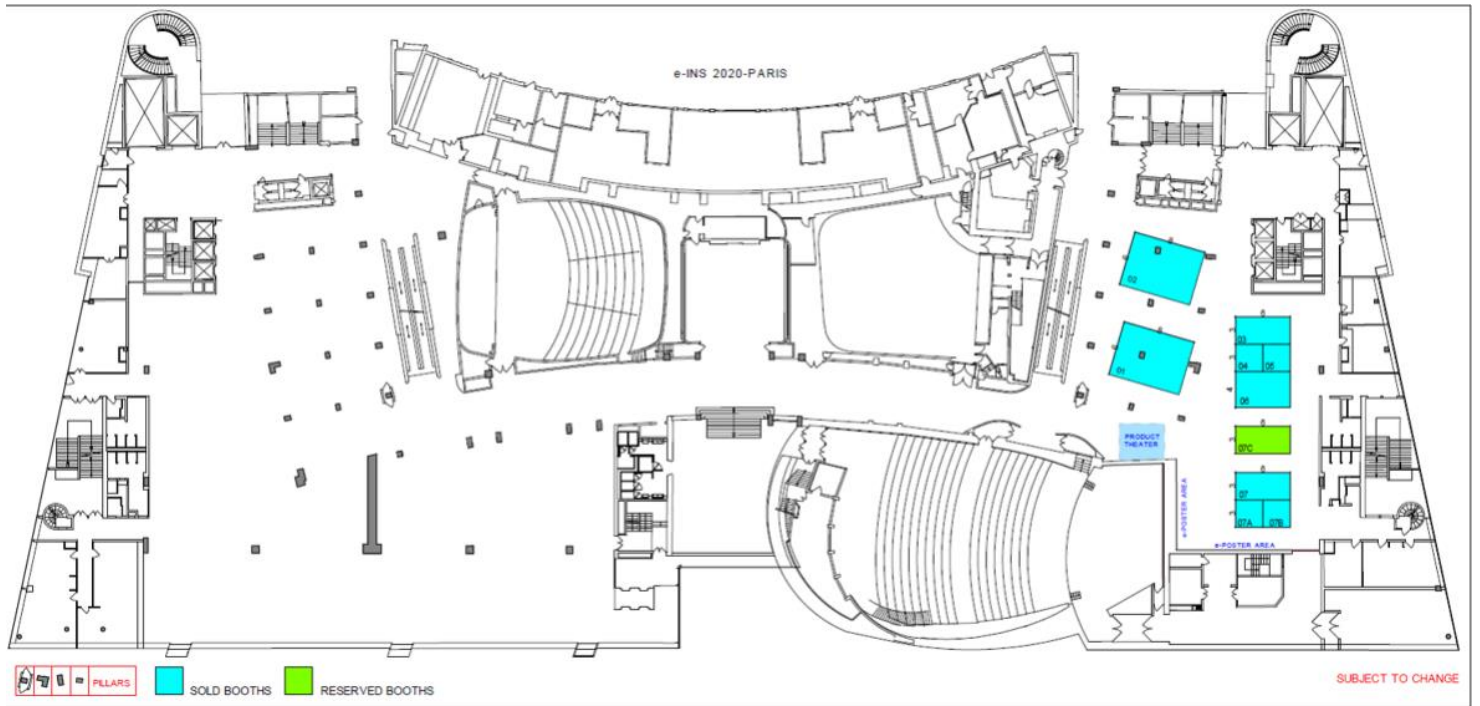 e-INS 2020-PARIS
02
01
03
04
05
06
07C
07
07A
07B
PRODUCT
THEATER
e-POSTER AREA
e-POSTER AREA
PILLARS
SOLD BOOTHS
RESERVED BOOTHS
SUBJECT TO CHANGE